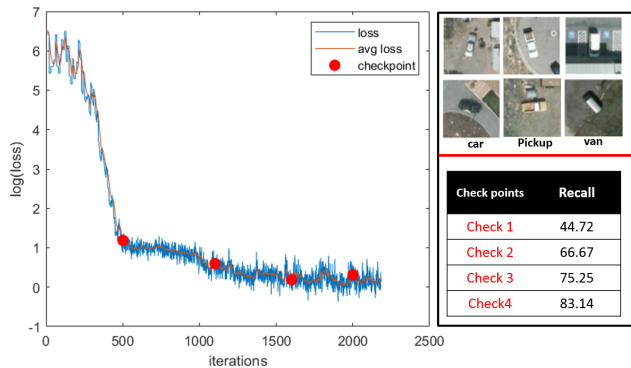 7
6
5
4
3
2
1
0
-1
log(loss)
0 500 1000 1500 2000 2500
iterations
loss
avg loss
checkpoint
car Pickup van
Check points Recall
Check 1 44.72
Check 2 66.67
Check 3 75.25
Check4 83.14